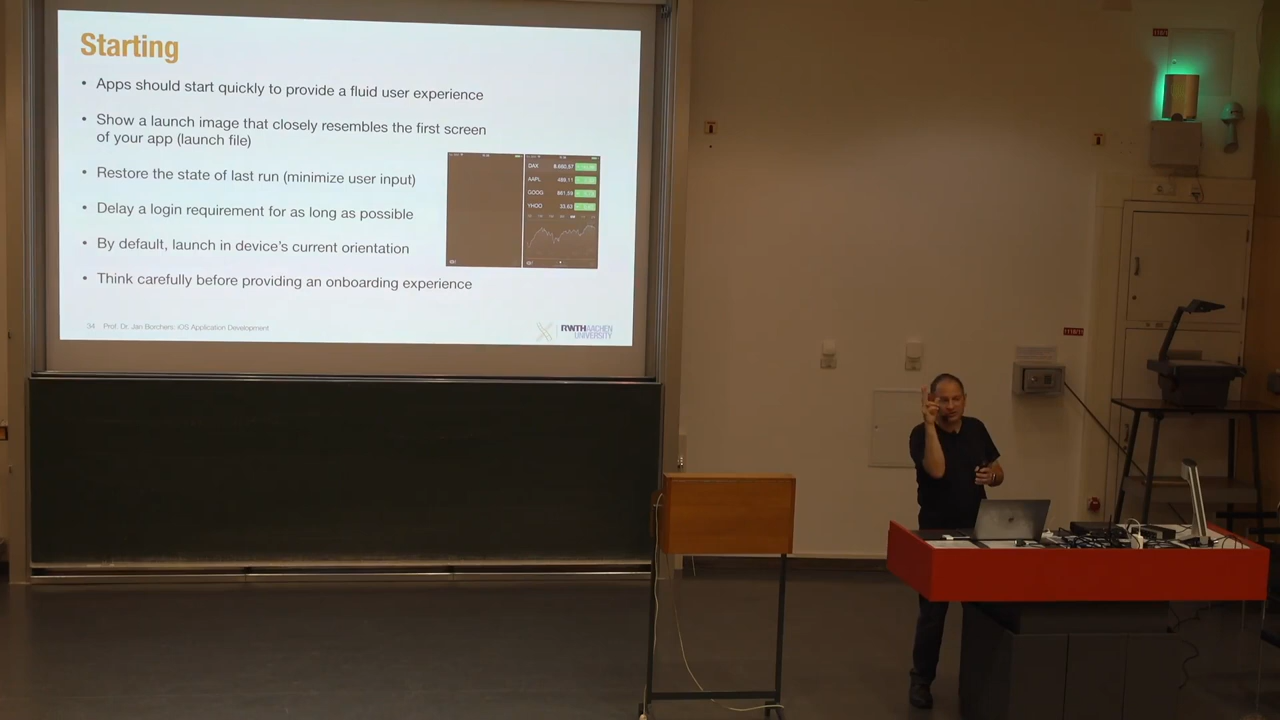 Starting
• Apps should start quickly to provide a fluid user experience
• Show a launch image that closely resembles the first screen
of your app (launch file)
• Restore the state of last run (minimize user input)
• Delay a login requirement for as long as possible
• By default, launch in device's current orientation
• Think carefully before providing an onboarding experience
DAX
AAPL
GOOG
YHOO 33.63
34 Prof. Dr. Jan Borchers: iOS Application Development
RWTHAACHEN
UNIVERSITY